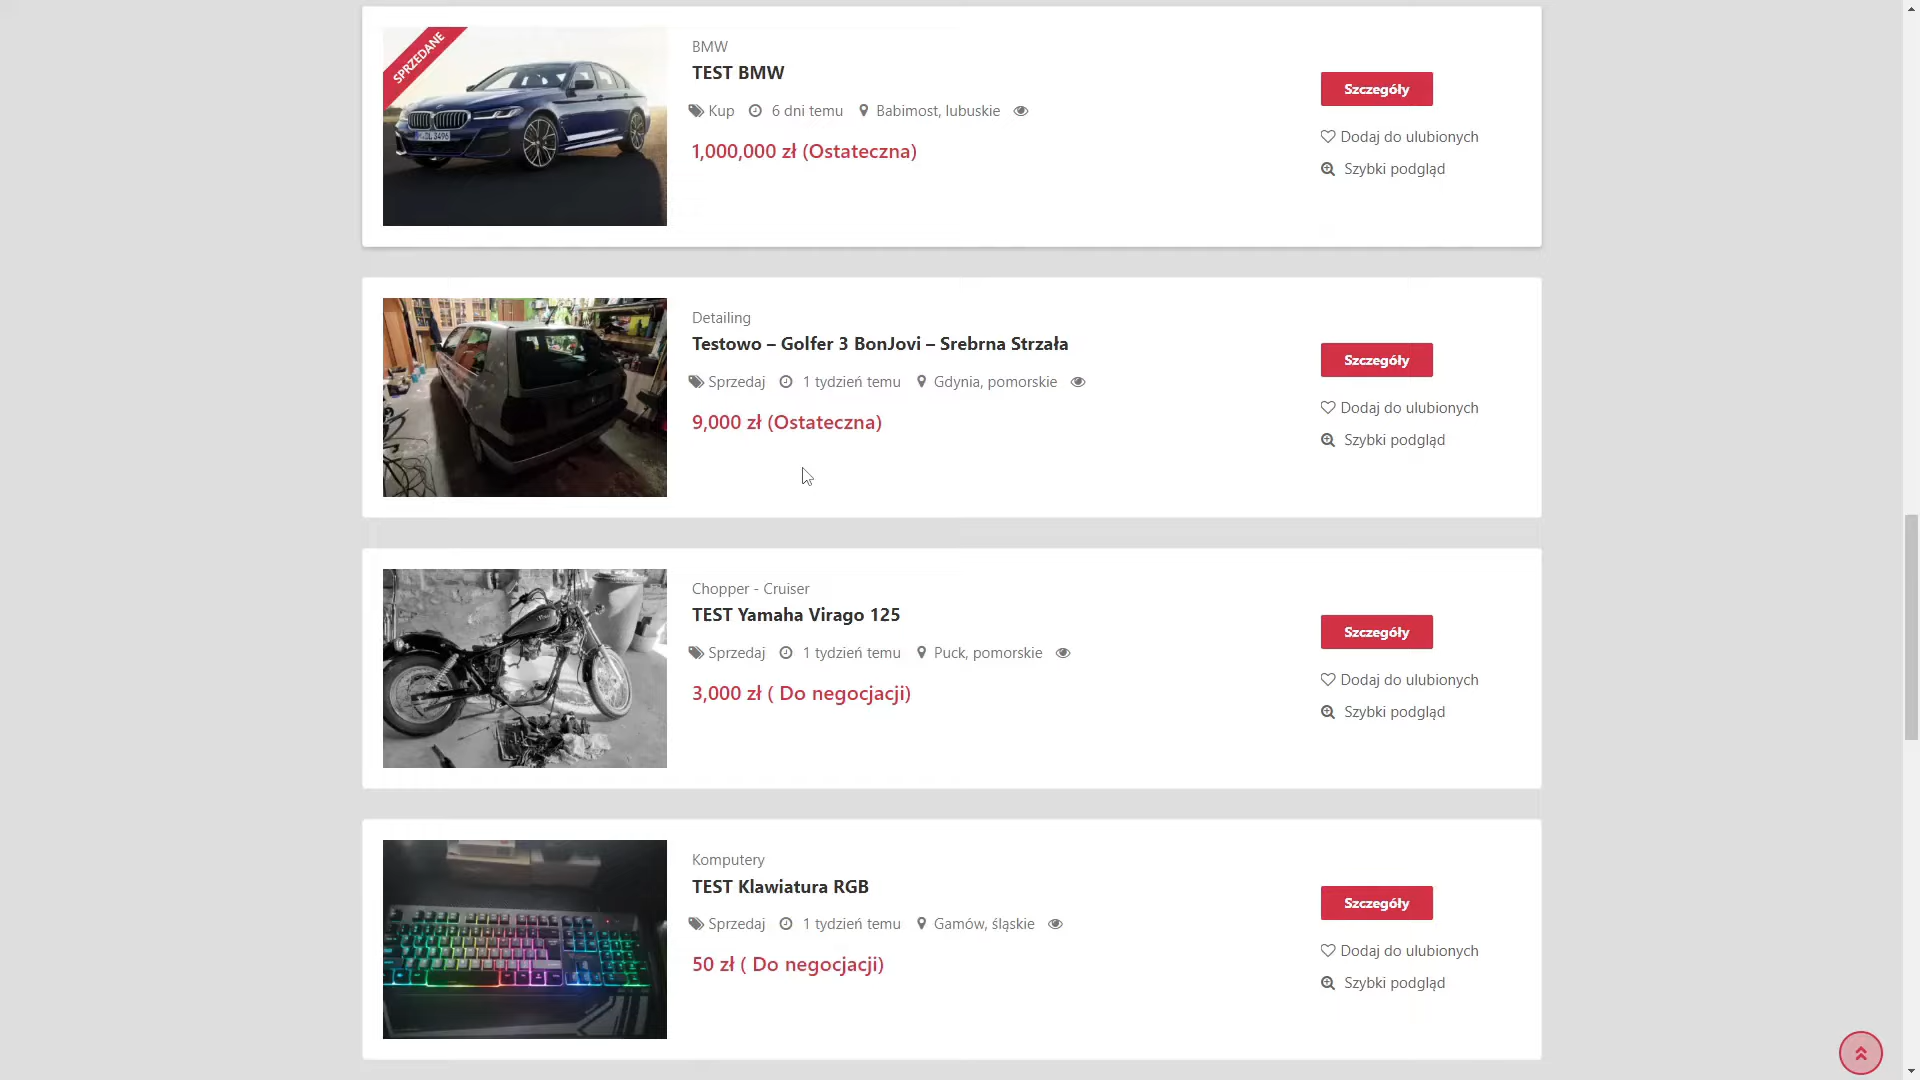 SPRZEDANE
BMW
TEST BMW
Kup 6 dni temu Babimost, lubuskie
1,000,000 zł (Ostateczna)
Szczegóły
Dodaj do ulubionych
Szybki podgląd
Detailing
Testowo – Golfer 3 BonJovi – Srebrna Strzała
Sprzedaj 1 tydzień temu Gdynia, pomorskie
9,000 zł (Ostateczna)
Szczegóły
Dodaj do ulubionych
Szybki podgląd
Chopper - Cruiser
TEST Yamaha Virago 125
Sprzedaj 1 tydzień temu Puck, pomorskie
3,000 zł ( Do negocjacji)
Szczegóły
Dodaj do ulubionych
Szybki podgląd
Komputery
TEST Klawiatura RGB
Sprzedaj 1 tydzień temu Gamów, śląskie
50 zł ( Do negocjacji)
Szczegóły
Dodaj do ulubionych
Szybki podgląd